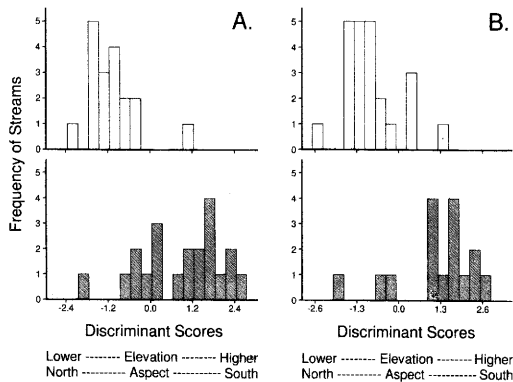 A.
B.
Frequency of Streams
5
4
3
2
1
0
5
4
3
2
1
0
5
4
3
2
1
0
5
4
3
2
1
0
-2.4 -1.2 0.0 1.2 2.4
-2.6 -1.3 0.0 1.3 2.6
Discriminant Scores
Discriminant Scores
Lower ------ Elevation ------ Higher
North ------ Aspect ------ South
Lower ------ Elevation ------ Higher
North ------ Aspect ------ South